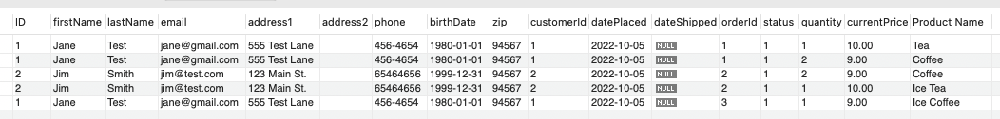 ID firstName lastName email address1 address2 phone birthDate zip customerId datePlaced dateShipped orderId status quantity currentPrice Product Name
1 Jane Test jane@gmail.com 555 Test Lane 456-4654 1980-01-01 94567 1 2022-10-05 NULL 1 1 1 10.00 Tea
1 Jane Test jane@gmail.com 555 Test Lane 456-4654 1980-01-01 94567 1 2022-10-05 NULL 1 1 2 9.00 Coffee
2 Jim Smith jim@test.com 123 Main St. 65464656 1999-12-31 94567 2 2022-10-05 NULL 2 1 2 9.00 Coffee
2 Jim Smith jim@test.com 123 Main St. 65464656 1999-12-31 94567 2 2022-10-05 NULL 2 1 1 10.00 Ice Tea
1 Jane Test jane@gmail.com 555 Test Lane 456-4654 1980-01-01 94567 1 2022-10-05 NULL 3 1 1 9.00 Ice Coffee